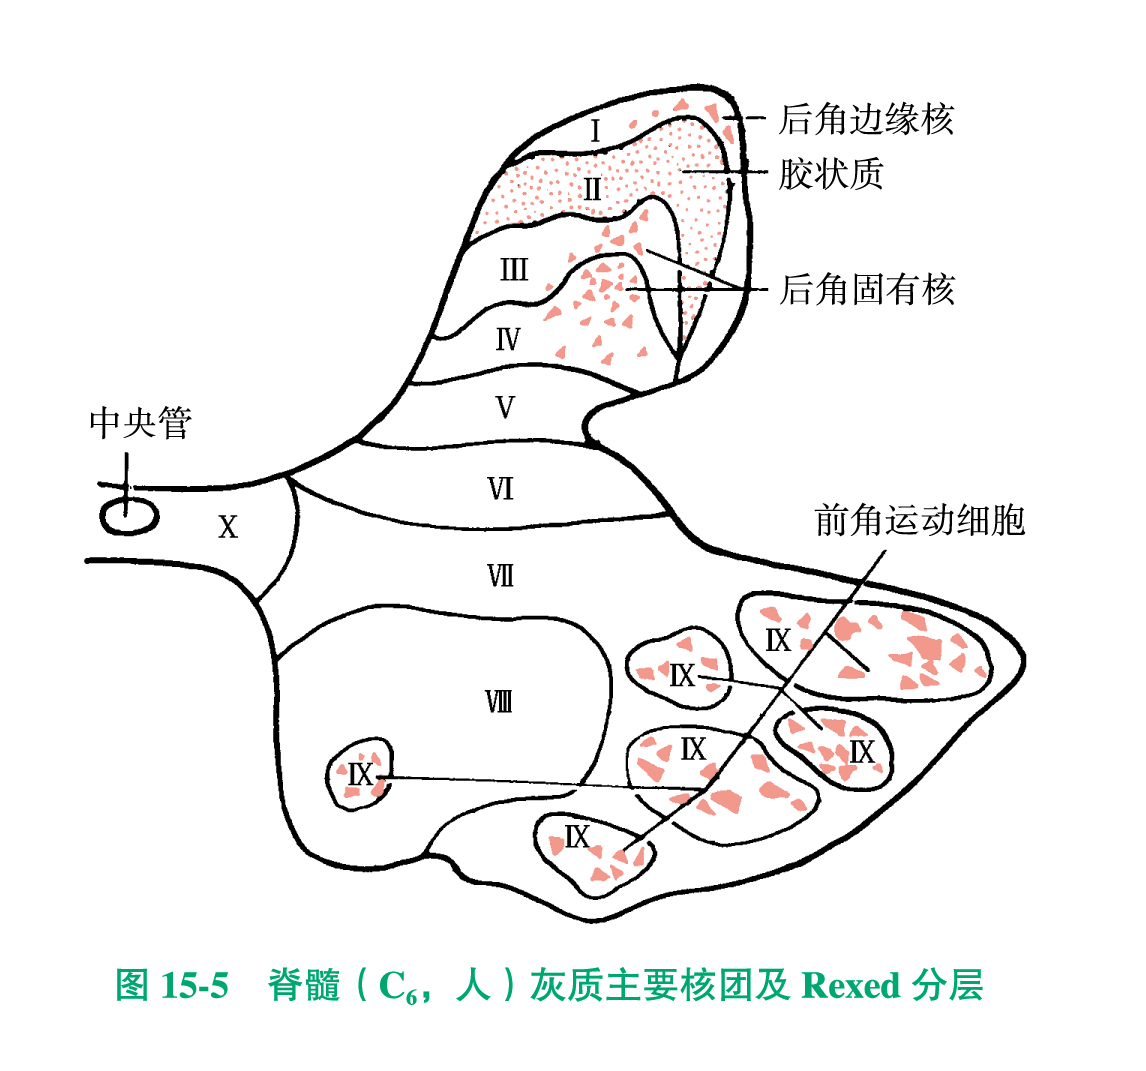 Ⅰ
后角边缘核
胶状质
Ⅱ
Ⅲ
后角固有核
Ⅳ
Ⅴ
中央管
Ⅵ
Ⅹ
前角运动细胞
Ⅶ
Ⅸ
Ⅸ
Ⅷ
Ⅸ
Ⅸ
Ⅸ
Ⅸ
图 15-5 脊髓（C₆，人）灰质主要核团及 Rexed 分层